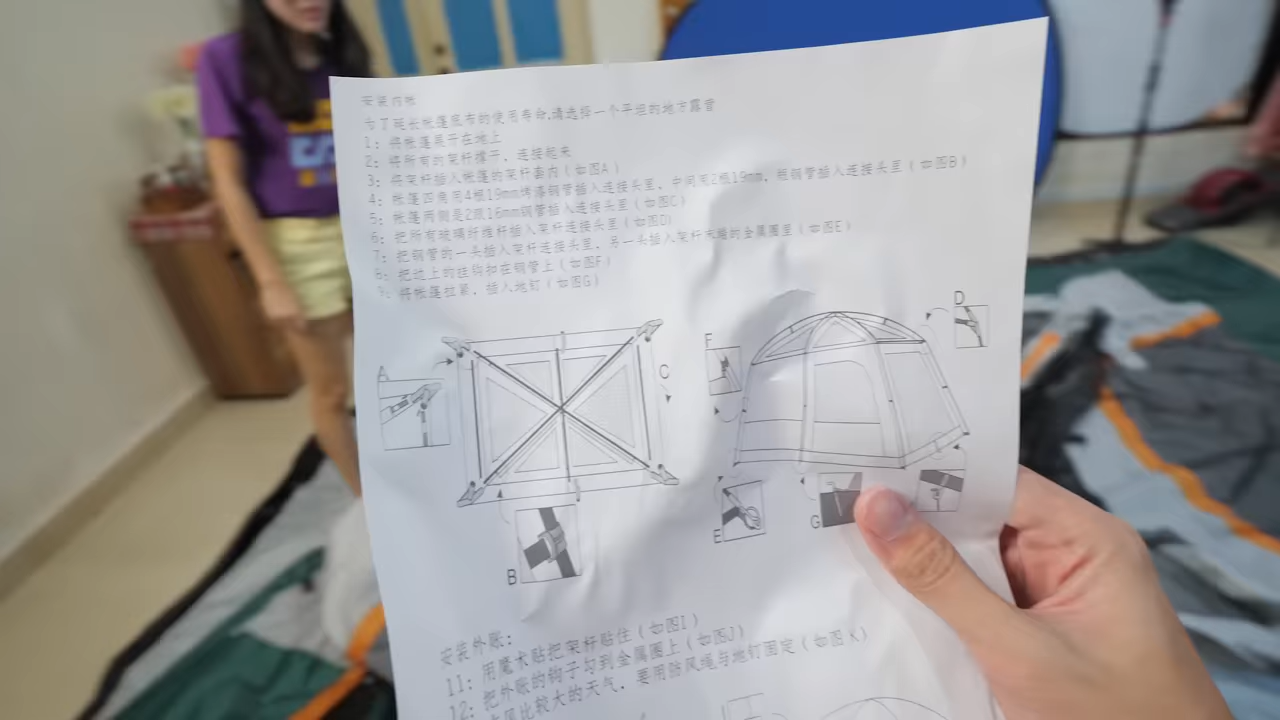 安装内帐
为了延长帐篷底布的使用寿命,请选择一个平坦的地方露营
1: 将帐篷展开在地上
2: 将所有的架杆撑开, 连接起来
3: 将架杆插入帐篷的架杆套内(如图A)
4: 帐篷四角用4根19mm烤漆钢管插入连接头里, 中间用2根19mm, 粗钢管插入连接头里(如图B)
5: 帐篷两侧是2跟16mm钢管插入连接头里(如图C)
6: 把所有玻璃纤维杆插入架杆连接头里(如图D)
7: 把钢管的一头插入架杆连接头里, 另一头插入架杆末端的金属圈里(如图E)
8: 把边上的挂钩扣在钢管上(如图F)
9: 将帐篷拉紧, 插入地钉(如图G)
A
C
B
F
D
E
G
安装外账:
11: 用魔术贴把架杆贴住(如图I)
12: 把外账的钩子勾到金属圈上(如图J)
比较大的天气, 要用防风绳与地钉固定(如图 K)